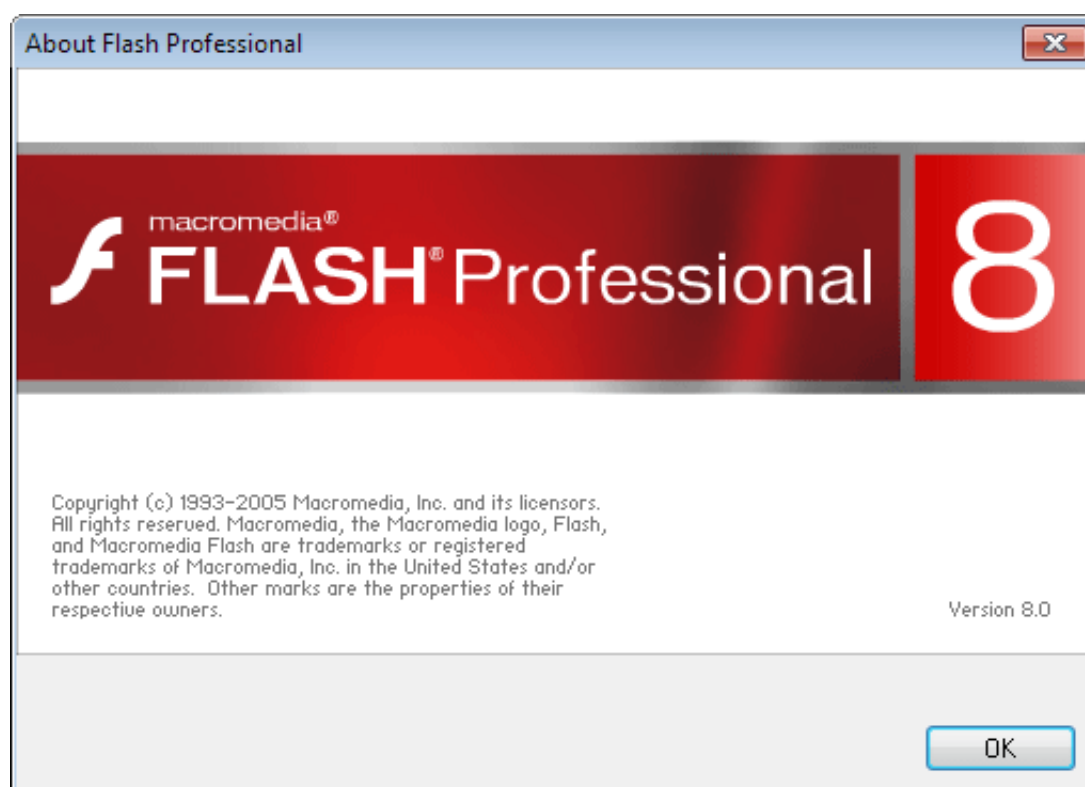 About Flash Professional
macromedia®
FLASH® Professional 8
Copyright (c) 1993-2005 Macromedia, Inc. and its licensors.
All rights reserved. Macromedia, the Macromedia logo, Flash,
and Macromedia Flash are trademarks or registered
trademarks of Macromedia, Inc. in the United States and/or
other countries. Other marks are the properties of their
respective owners.
Version 8.0
OK